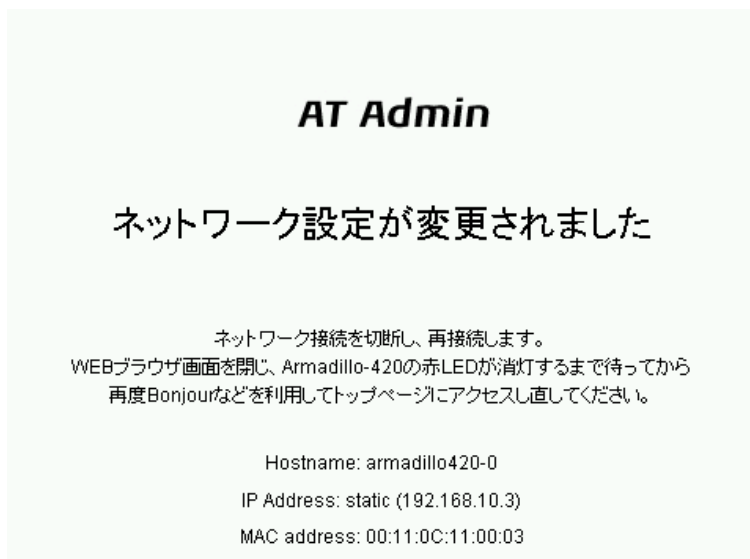 AT Admin
ネットワーク設定が変更されました
ネットワーク接続を切断し、再接続します。
WEBブラウザ画面を閉じ、Armadillo-420の赤LEDが消灯するまで待ってから
再度Bonjourなどを利用してトップページにアクセスし直してください。
Hostname: armadillo420-0
IP Address: static (192.168.10.3)
MAC address: 00:11:0C:11:00:03